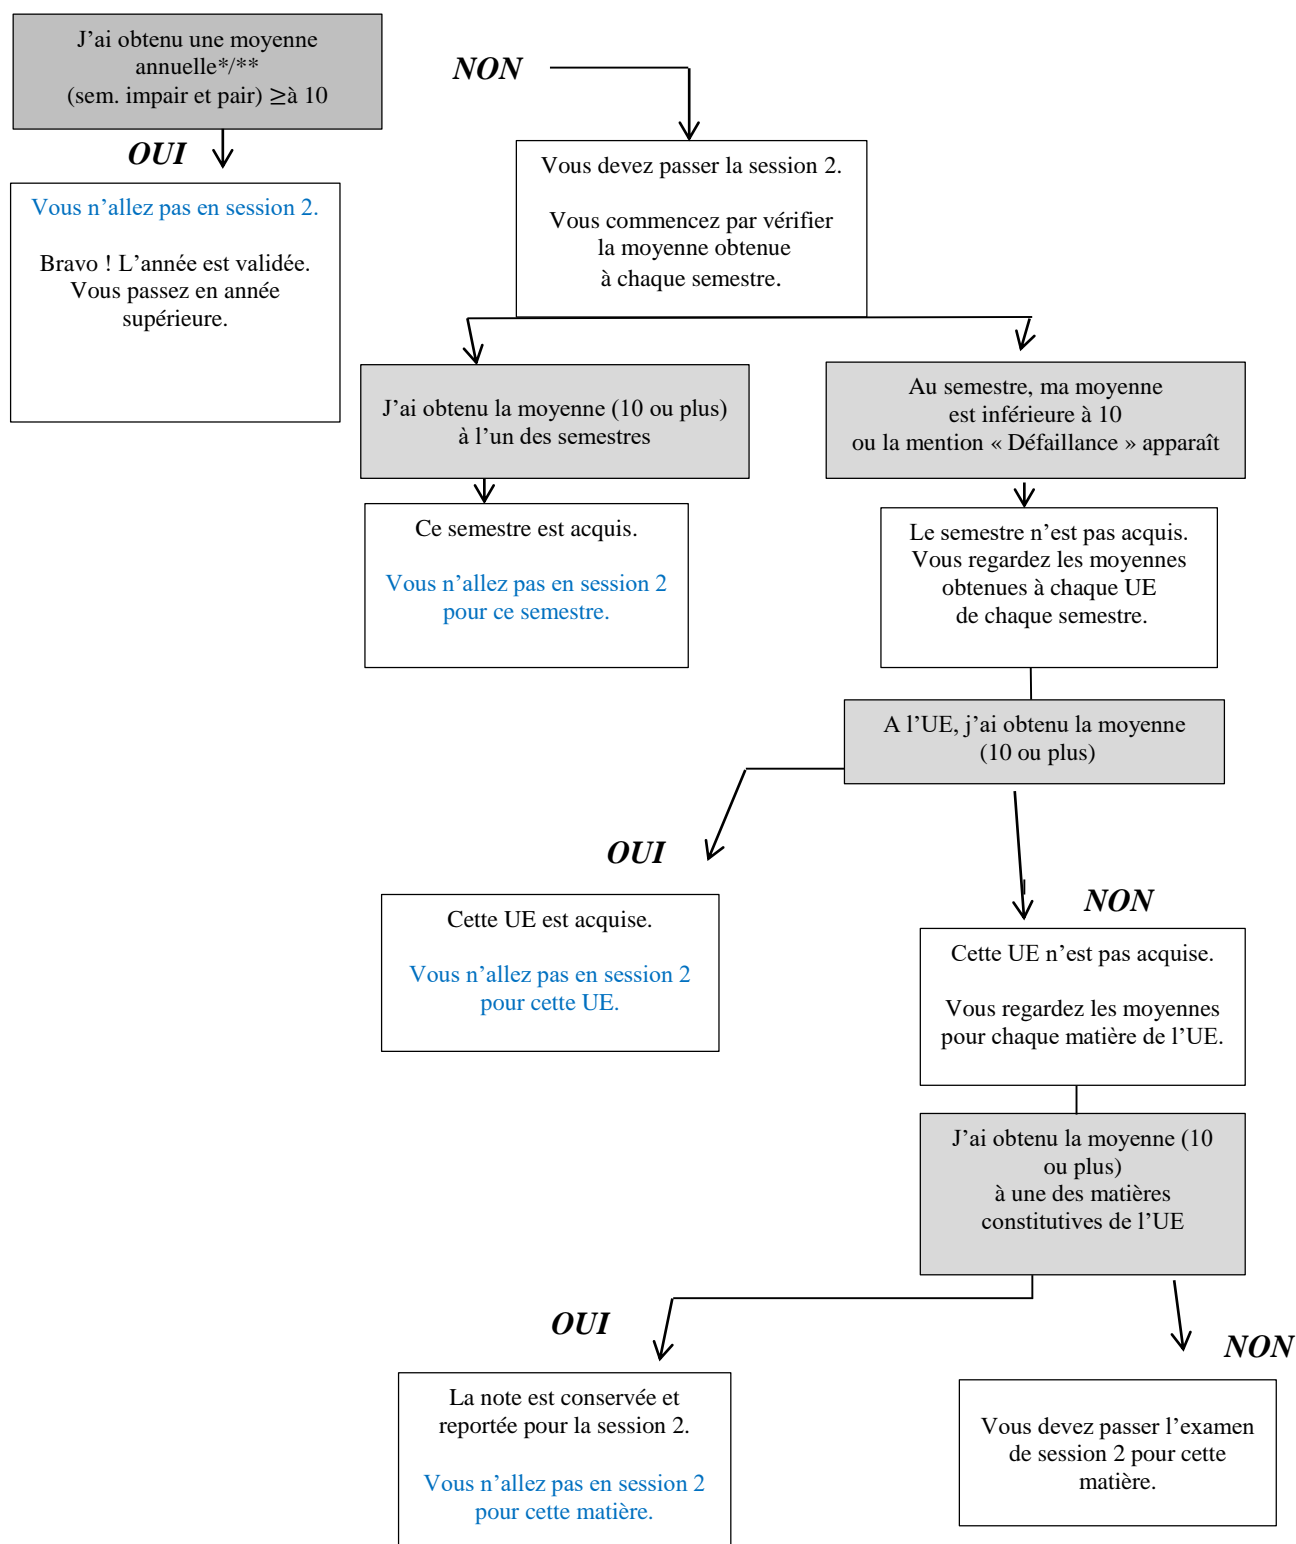 J'ai obtenu une moyenne
annuelle*/**
(sem. impair et pair) ≥à 10
NON
OUI
Vous n'allez pas en session 2.
Bravo ! L'année est validée.
Vous passez en année
supérieure.
Vous devez passer la session 2.
Vous commencez par vérifier
la moyenne obtenue
à chaque semestre.
J'ai obtenu la moyenne (10 ou plus)
à l'un des semestres
Au semestre, ma moyenne
est inférieure à 10
ou la mention « Défaillance » apparaît
Ce semestre est acquis.
Vous n'allez pas en session 2
pour ce semestre.
Le semestre n'est pas acquis.
Vous regardez les moyennes
obtenues à chaque UE
de chaque semestre.
A l'UE, j'ai obtenu la moyenne
(10 ou plus)
OUI
NON
Cette UE est acquise.
Vous n'allez pas en session 2
pour cette UE.
Cette UE n'est pas acquise.
Vous regardez les moyennes
pour chaque matière de l'UE.
J'ai obtenu la moyenne (10
ou plus)
à une des matières
constitutives de l'UE
OUI
NON
La note est conservée et
reportée pour la session 2.
Vous n'allez pas en session 2
pour cette matière.
Vous devez passer l'examen
de session 2 pour cette
matière.